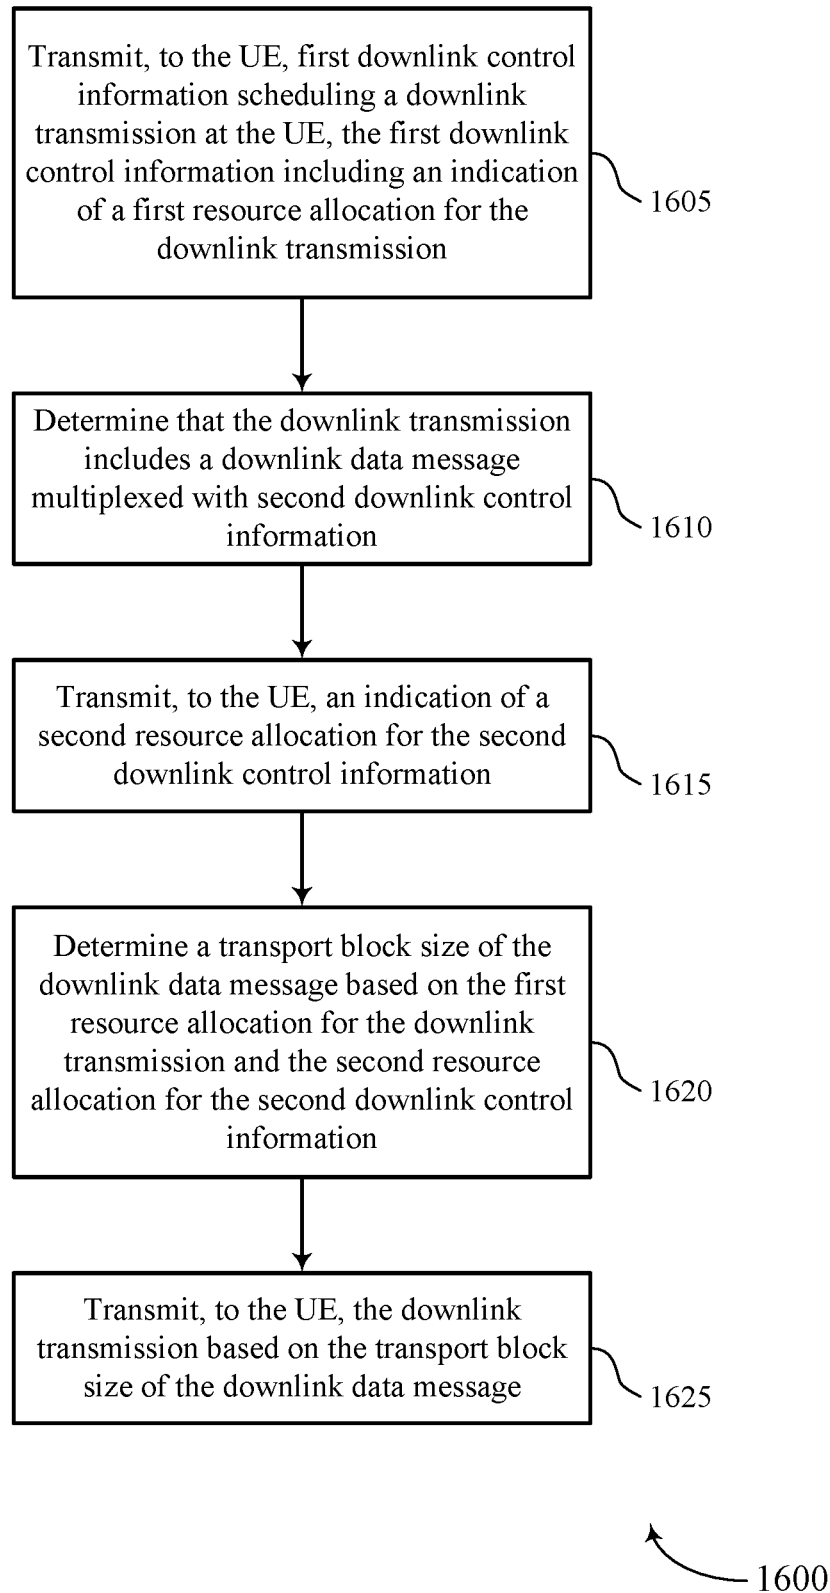 Transmit, to the UE, first downlink control
information scheduling a downlink
transmission at the UE, the first downlink
control information including an indication
of a first resource allocation for the
downlink transmission
1605
Determine that the downlink transmission
includes a downlink data message
multiplexed with second downlink control
information
1610
Transmit, to the UE, an indication of a
second resource allocation for the second
downlink control information
1615
Determine a transport block size of the
downlink data message based on the first
resource allocation for the downlink
transmission and the second resource
allocation for the second downlink control
information
1620
Transmit, to the UE, the downlink
transmission based on the transport block
size of the downlink data message
1625
1600